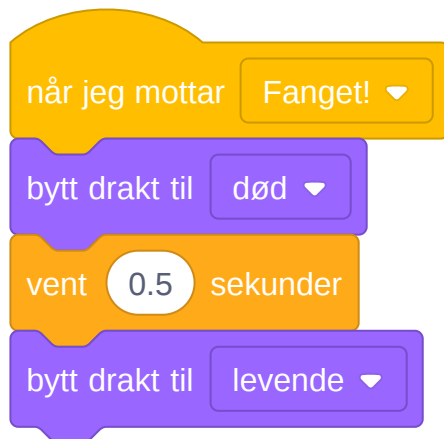 når jeg mottar Fanget!
bytt drakt til død
vent 0.5 sekunder
bytt drakt til levende